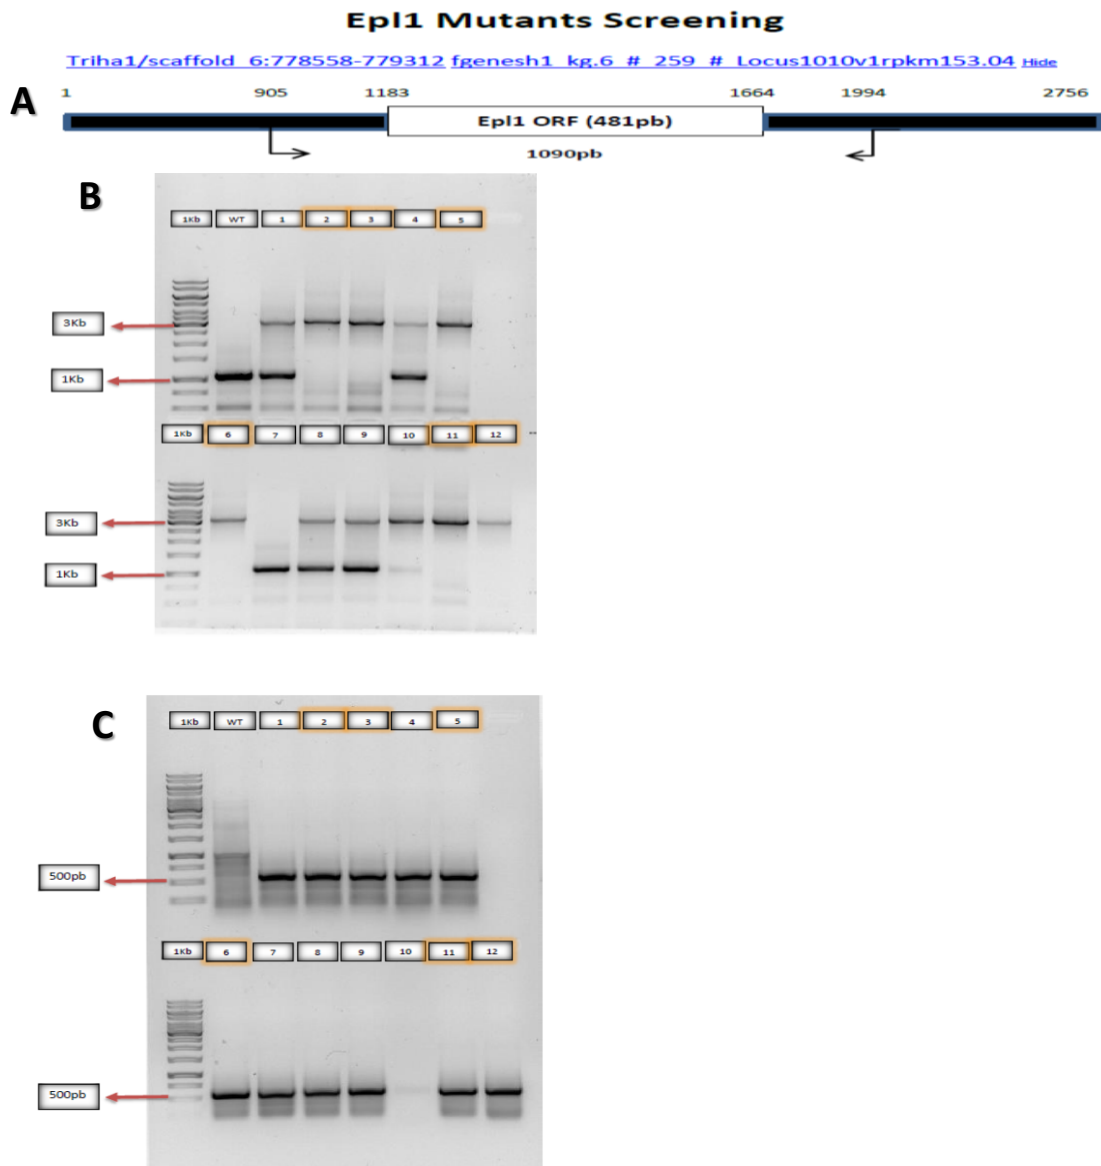 Epl1 Mutants Screening
Triha1/scaffold_6:778558-779312 fgenesh1_kg.6_#_259_#_Locus1010v1rpkm153.04 Hide
A
1 905 1183 1664 1994 2756
Epl1 ORF (481pb)
1090pb
B
1Kb WT 1 2 3 4 5
3Kb
1Kb
1Kb 6 7 8 9 10 11 12
3Kb
1Kb
C
1Kb WT 1 2 3 4 5
500pb
1Kb 6 7 8 9 10 11 12
500pb